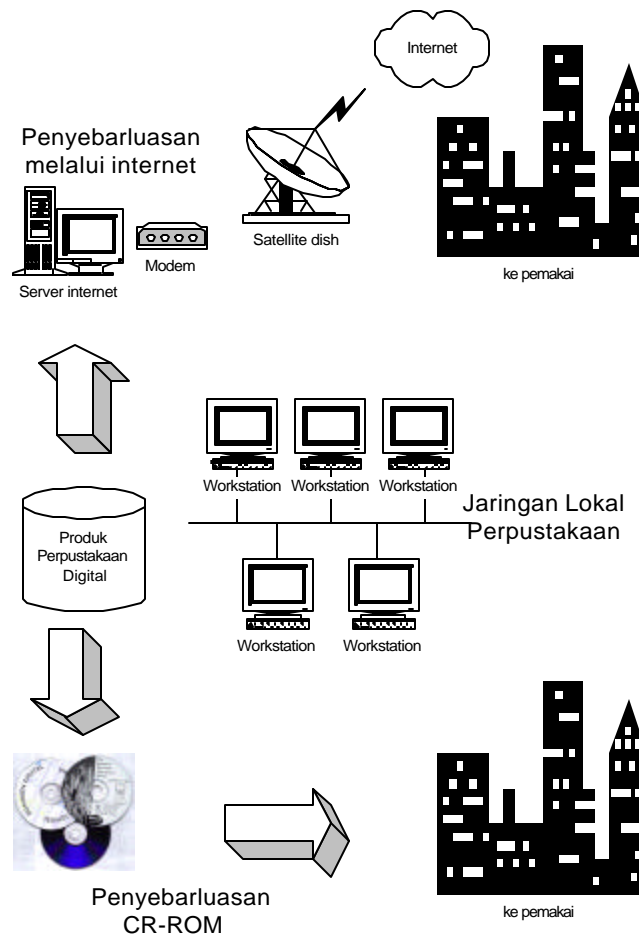 Internet
Penyebarluasan
melalui internet
Server internet
Modem
Satellite dish
ke pemakai
Workstation Workstation Workstation
Jaringan Lokal
Perpustakaan
Produk
Perpustakaan
Digital
Workstation Workstation
Penyebarluasan
CR-ROM
ke pemakai